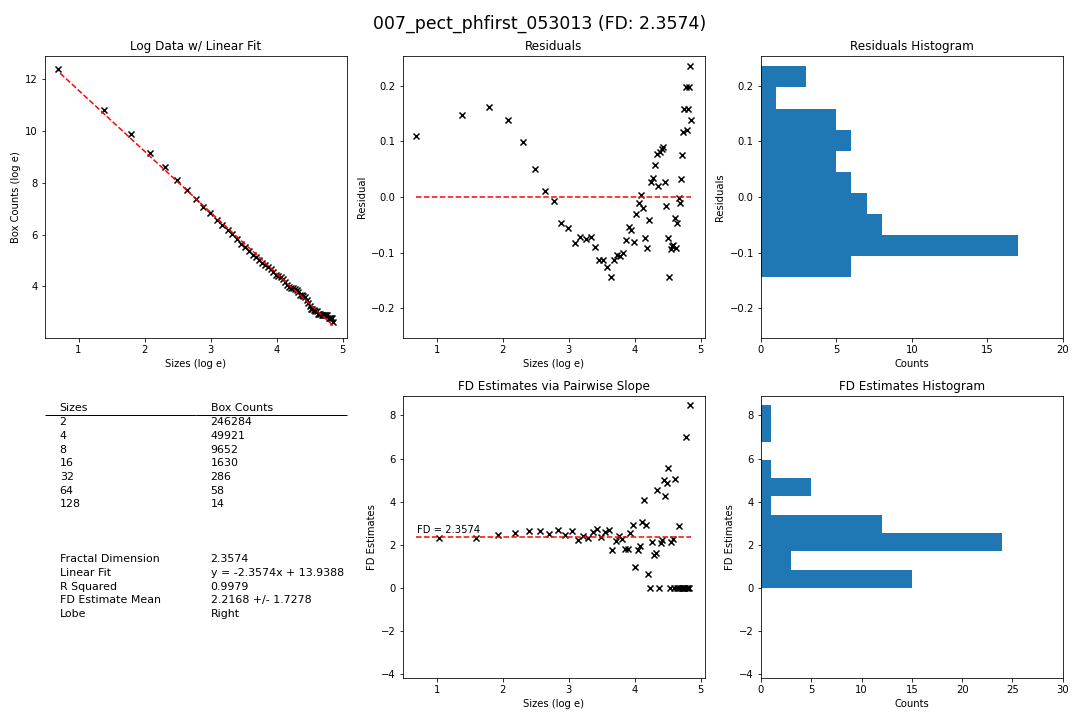 007_pect_phfirst_053013 (FD: 2.3574)
Log Data w/ Linear Fit
12
10
8
6
4
Box Counts (log e)
1 2 3 4 5
Sizes (log e)
Residuals
0.2
0.1
0.0
−0.1
−0.2
Residual
1 2 3 4 5
Sizes (log e)
Residuals Histogram
0.2
0.1
0.0
−0.1
−0.2
Residuals
0 5 10 15 20
Counts
Sizes Box Counts
2 246284
4 49921
8 9652
16 1630
32 286
64 58
128 14
Fractal Dimension 2.3574
Linear Fit y = -2.3574x + 13.9388
R Squared 0.9979
FD Estimate Mean 2.2168 +/- 1.7278
Lobe Right
FD Estimates via Pairwise Slope
8
6
4
2
0
−2
−4
FD Estimates
FD = 2.3574
1 2 3 4 5
Sizes (log e)
FD Estimates Histogram
8
6
4
2
0
−2
−4
FD Estimates
0 5 10 15 20 25 30
Counts